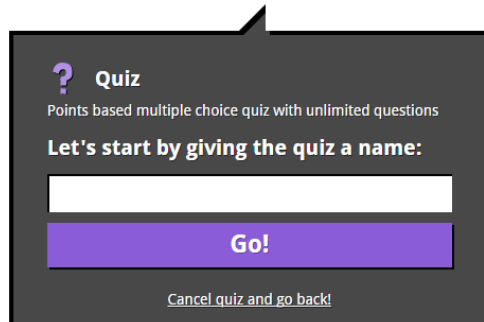 ? Quiz
Points based multiple choice quiz with unlimited questions
Let's start by giving the quiz a name:
Go!
Cancel quiz and go back!